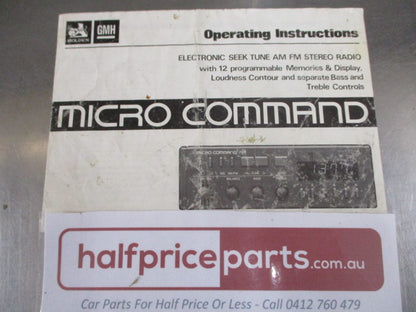 HOLDEN GMH Operating Instructions
ELECTRONIC SEEK TUNE AM FM STEREO RADIO
with 12 programmable Memories & Display,
Loudness Contour and separate Bass and
Treble Controls
MICRO COMMAND
MICRO COMMAND
halfpriceparts.com.au
Car Parts For Half Price Or Less - Call 0412 760 479